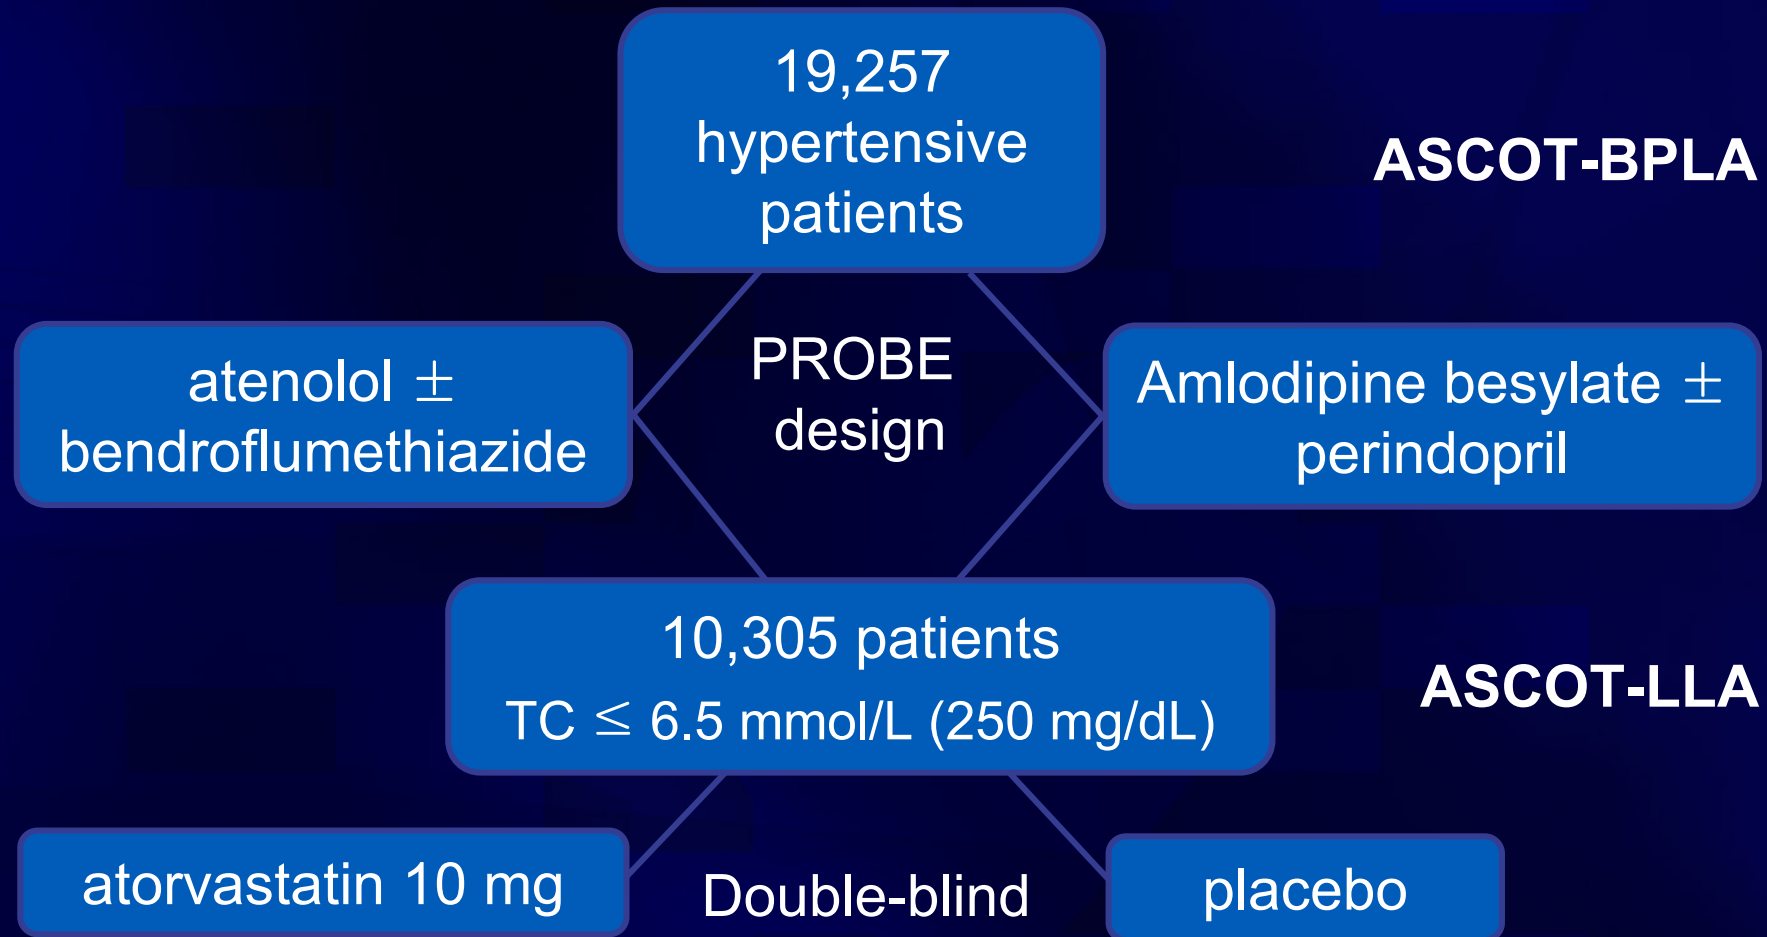 19,257
hypertensive
patients
ASCOT-BPLA
atenolol ±
bendroflumethiazide
PROBE
design
Amlodipine besylate ±
perindopril
10,305 patients
TC ≤ 6.5 mmol/L (250 mg/dL)
ASCOT-LLA
atorvastatin 10 mg
Double-blind
placebo